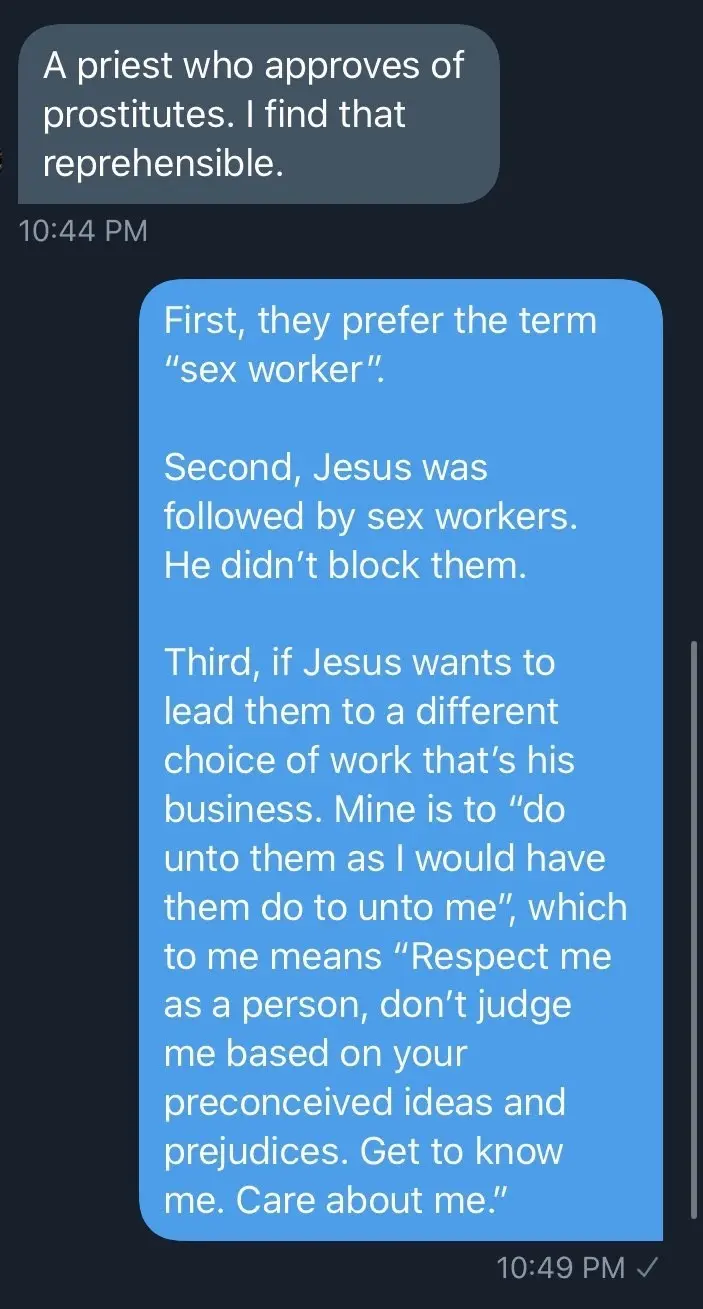 A priest who approves of
prostitutes. I find that
reprehensible.
10:44 PM
First, they prefer the term
“sex worker”.
Second, Jesus was
followed by sex workers.
He didn’t block them.
Third, if Jesus wants to
lead them to a different
choice of work that’s his
business. Mine is to “do
unto them as I would have
them do to unto me”, which
to me means “Respect me
as a person, don’t judge
me based on your
preconceived ideas and
prejudices. Get to know
me. Care about me.”
10:49 PM ✓